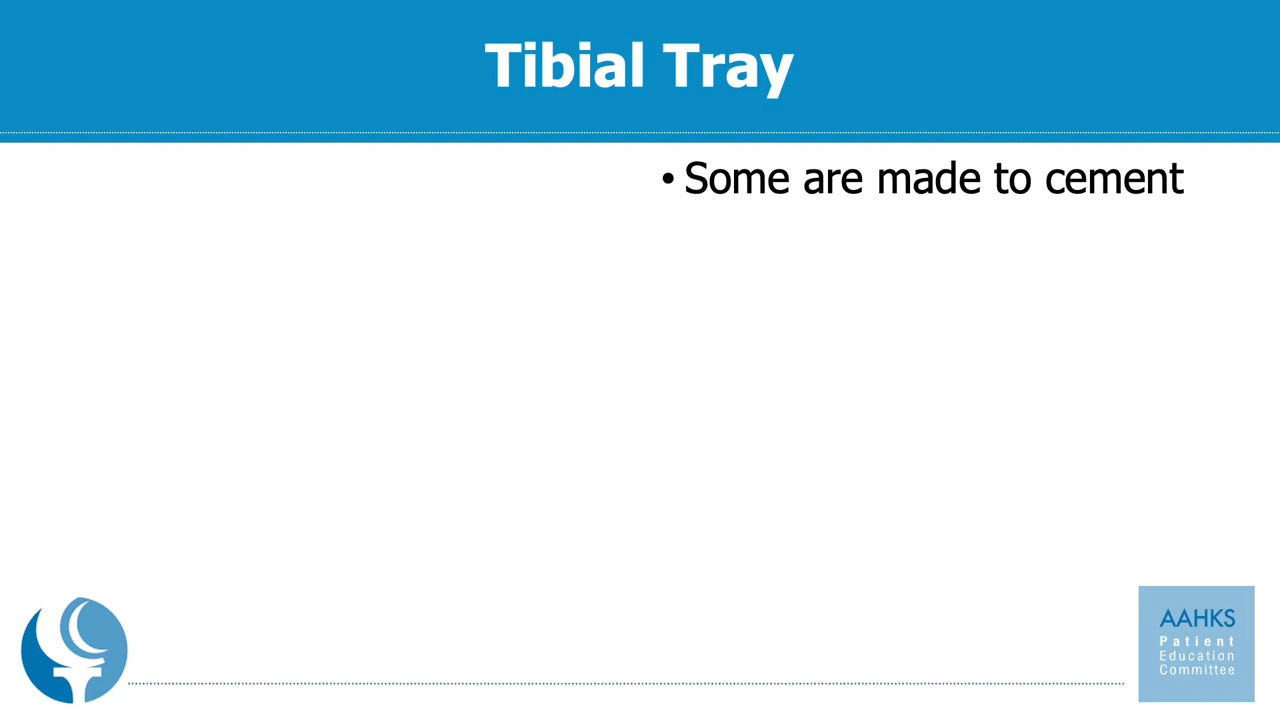 Tibial Tray
• Some are made to cement
AAHKS
Patient
Education
Committee